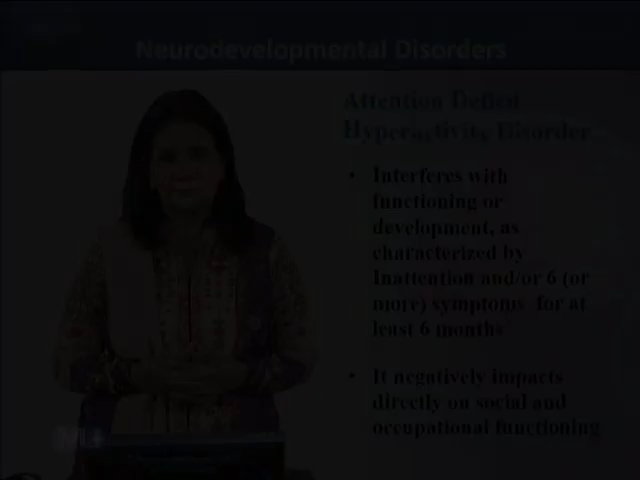 Neurodevelopmental Disorders
Attention Deficit
Hyperactivity Disorder
• Interferes with
functioning or
development, as
characterized by
Inattention and/or 6 (or
more) symptoms for at
least 6 months
• It negatively impacts
directly on social and
occupational functioning